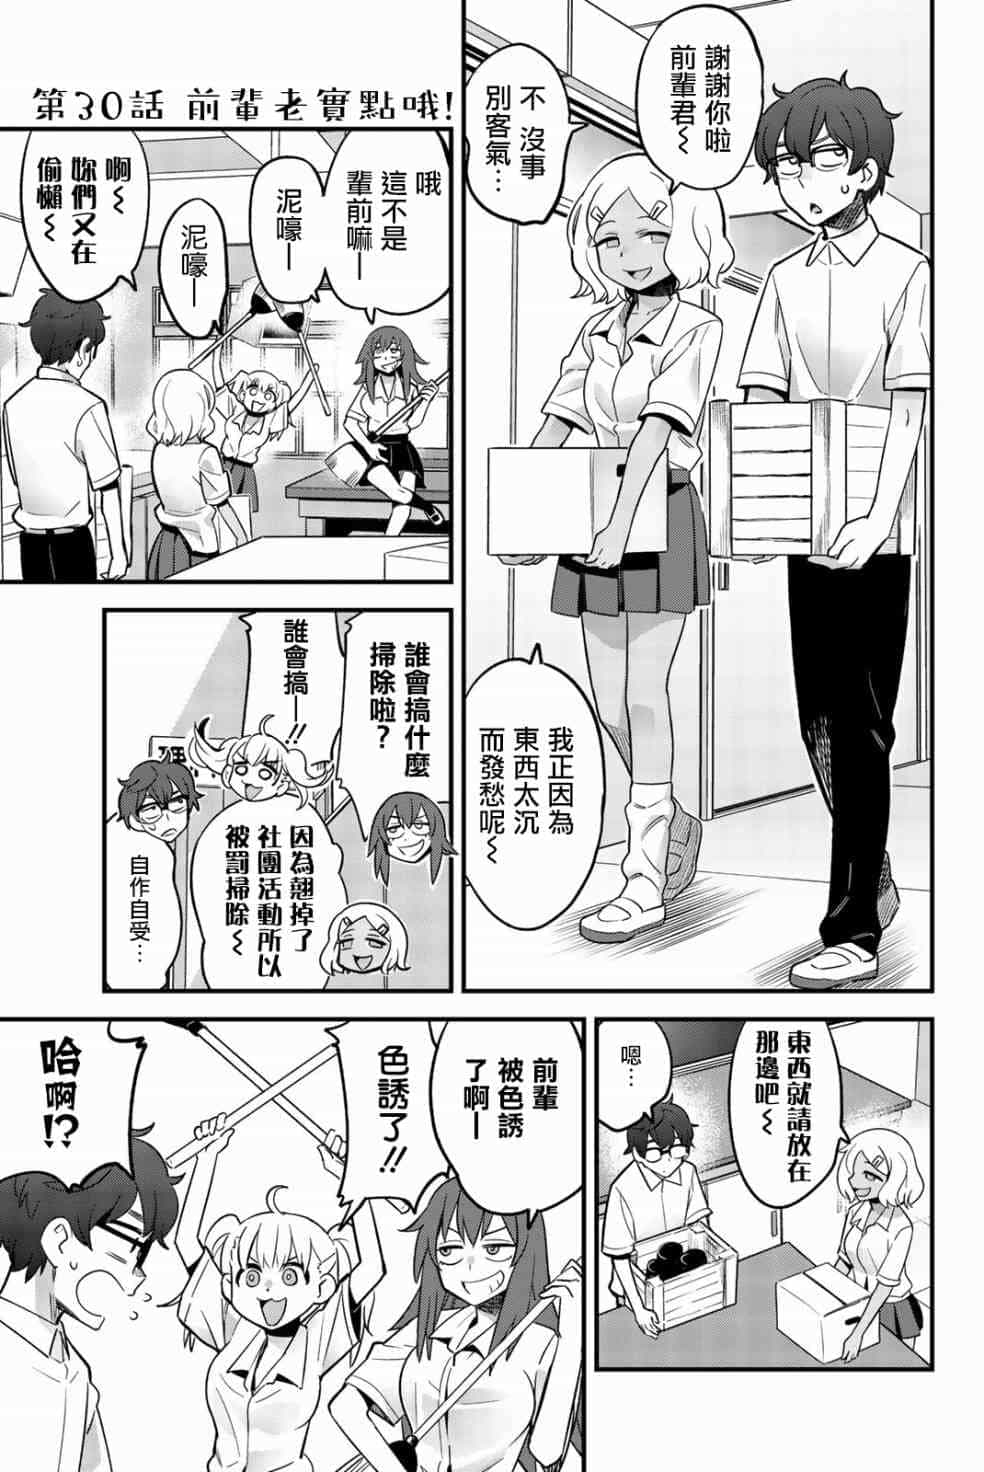 第30話 前輩老實點哦!
謝謝你啦
前輩君～
不 沒事
別客氣…
我正因為
東西太沉
而發愁呢～
哦
這不是
輩前嘛—
泥嚎—
泥嚎—
啊～
妳們又在
偷懶～
誰會搞什麼
掃除啦？
誰會搞—!!
因為翹掉了
社團活動所以
被罰掃除～
自作自受…
東西就請放在
那邊吧～
嗯…
前輩
被色誘
了啊—
色誘了!!
哈啊!?